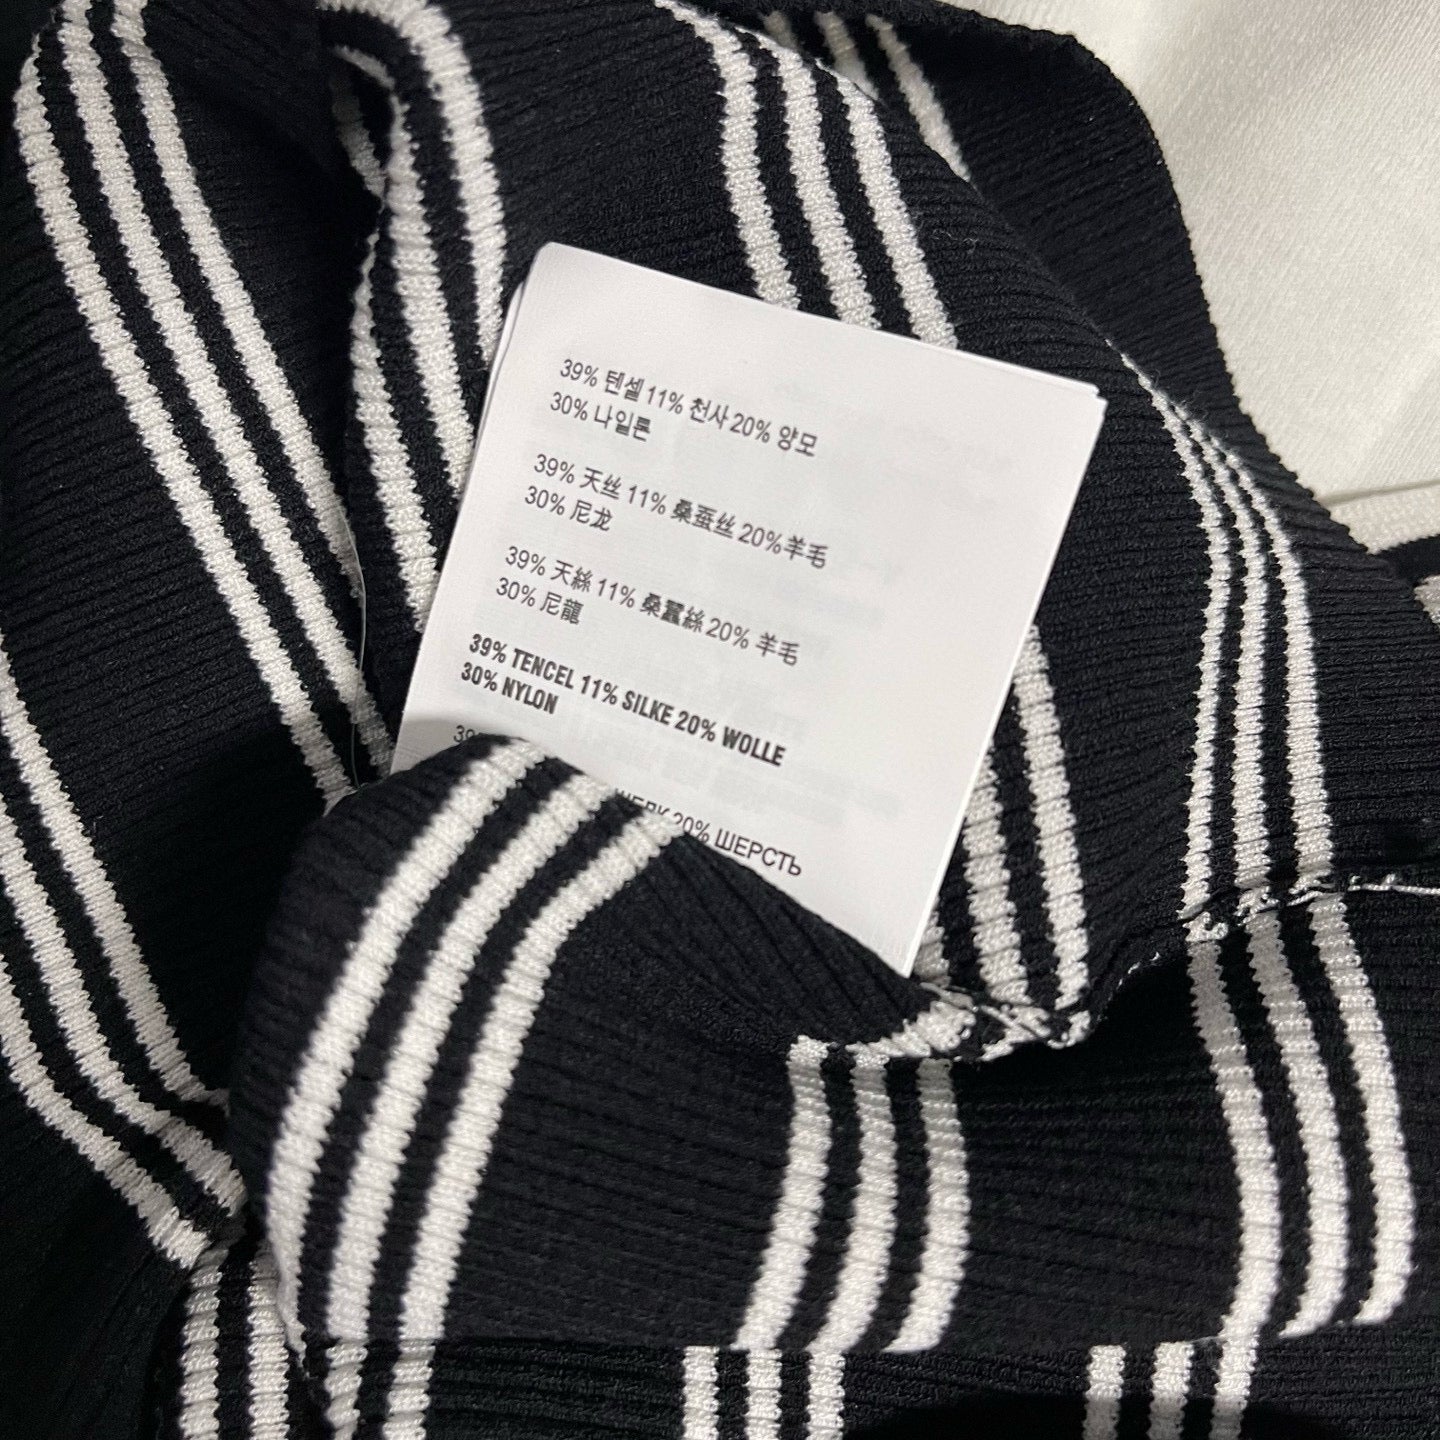 39% 텐셀 11% 천사 20% 양모
30% 나일론
39% 天丝 11% 桑蚕丝 20%羊毛
30% 尼龙
39% 天絲 11% 桑蠶絲 20% 羊毛
30% 尼龍
39% TENCEL 11% SILKE 20% WOLLE
30% NYLON
39
ШЕЛК 20% ШЕРСТЬ